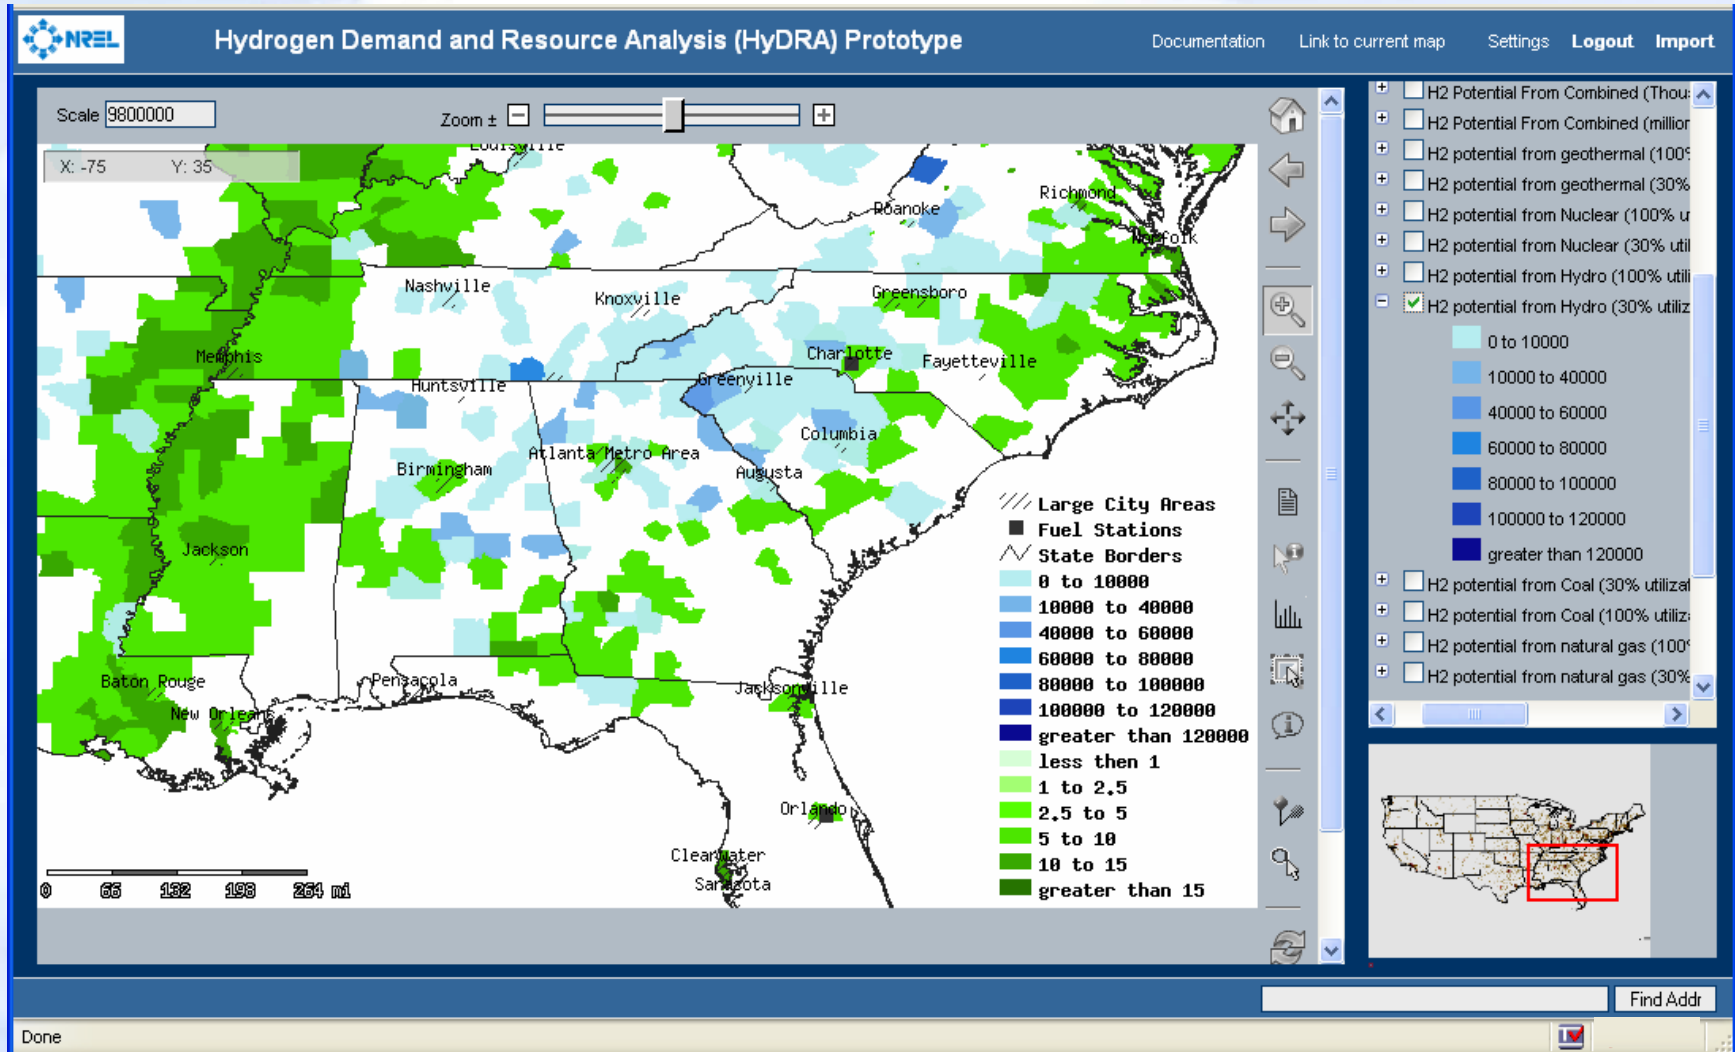 NREL
Hydrogen Demand and Resource Analysis (HyDRA) Prototype
Documentation
Link to current map
Settings
Logout
Import
Scale 9800000
Zoom ±
X: -75 Y: 35
Louisville
Richmond
Roanoke
Norfolk
Nashville
Knoxville
Greensboro
Memphis
Charlotte
Fayetteville
Huntsville
Greenville
Columbia
Atlanta Metro Area
Birmingham
Augusta
Jackson
Baton Rouge
Pensacola
Jacksonville
New Orleans
Orlando
Clearwater
Sarasota
0 66 132 198 264 mi
Large City Areas
Fuel Stations
State Borders
0 to 10000
10000 to 40000
40000 to 60000
60000 to 80000
80000 to 100000
100000 to 120000
greater than 120000
less then 1
1 to 2.5
2.5 to 5
5 to 10
10 to 15
greater than 15
H2 Potential From Combined (Thou
H2 Potential From Combined (million
H2 potential from geothermal (100%
H2 potential from geothermal (30%
H2 potential from Nuclear (100% u
H2 potential from Nuclear (30% util
H2 potential from Hydro (100% utili
H2 potential from Hydro (30% utiliz
0 to 10000
10000 to 40000
40000 to 60000
60000 to 80000
80000 to 100000
100000 to 120000
greater than 120000
H2 potential from Coal (30% utiliza
H2 potential from Coal (100% utiliz
H2 potential from natural gas (100%
H2 potential from natural gas (30%
Find Addr
Done